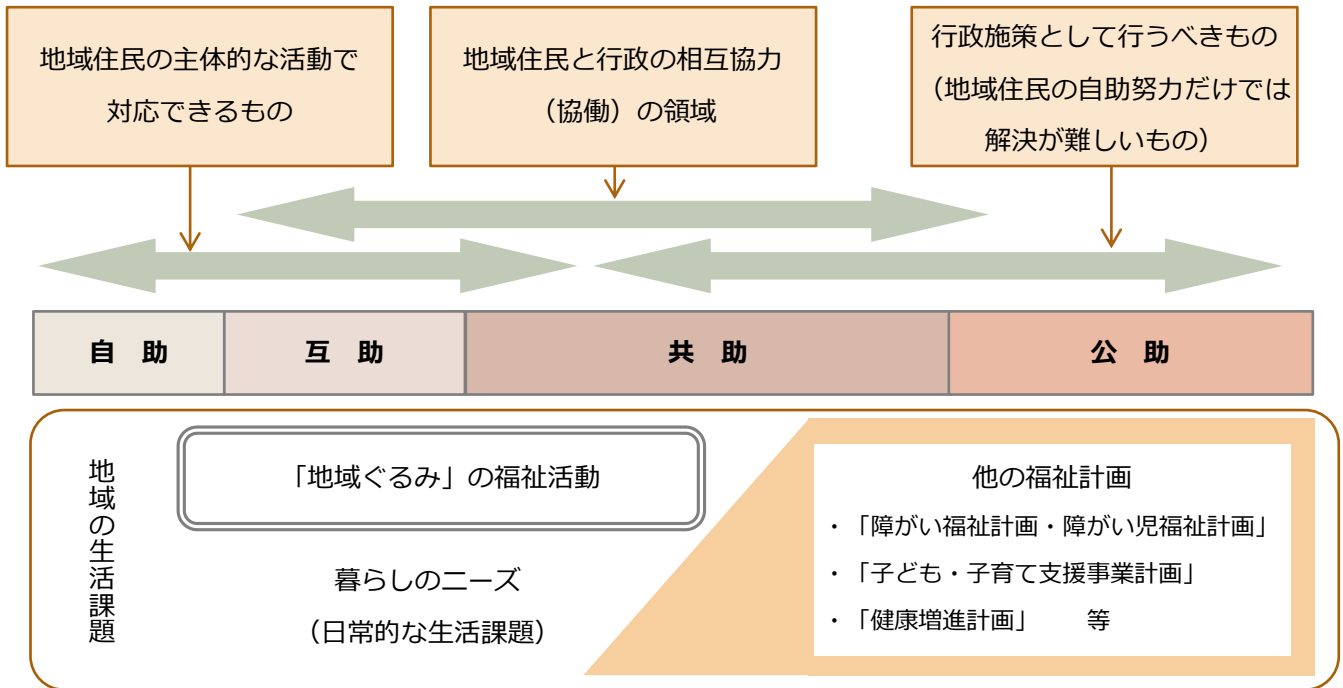 地域住民の主体的な活動で
対応できるもの
地域住民と行政の相互協力
（協働）の領域
行政施策として行うべきもの
（地域住民の自助努力だけでは
解決が難しいもの）
自　助
互　助
共　助
公　助
地域の生活課題
「地域ぐるみ」の福祉活動
暮らしのニーズ
（日常的な生活課題）
他の福祉計画
・「障がい福祉計画・障がい児福祉計画」
・「子ども・子育て支援事業計画」
・「健康増進計画」　　等